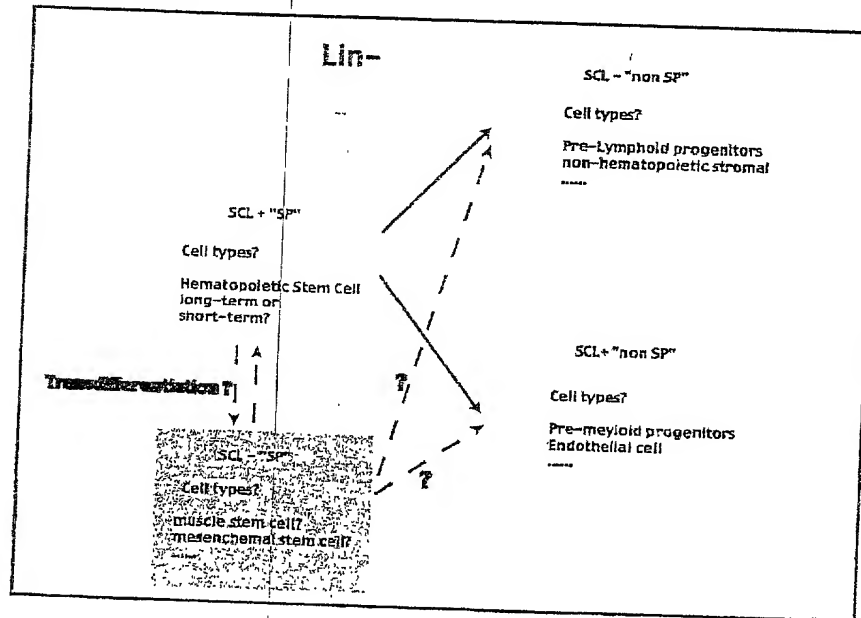 Lin-
SCL - "non SP"
Cell types?
Pre-Lymphoid progenitors
non-hematopoietic stromal
......
SCL + "SP"
Cell types?
Hematopoietic Stem Cell
long-term or
short-term?
Transdifferentiation ?
?
SCL+ "non SP"
Cell types?
Pre-meyloid progenitors
Endothelial cell
......
SCL - "SP"
Cell types?
muscle stem cell?
mesenchemal stem cell?
......
?